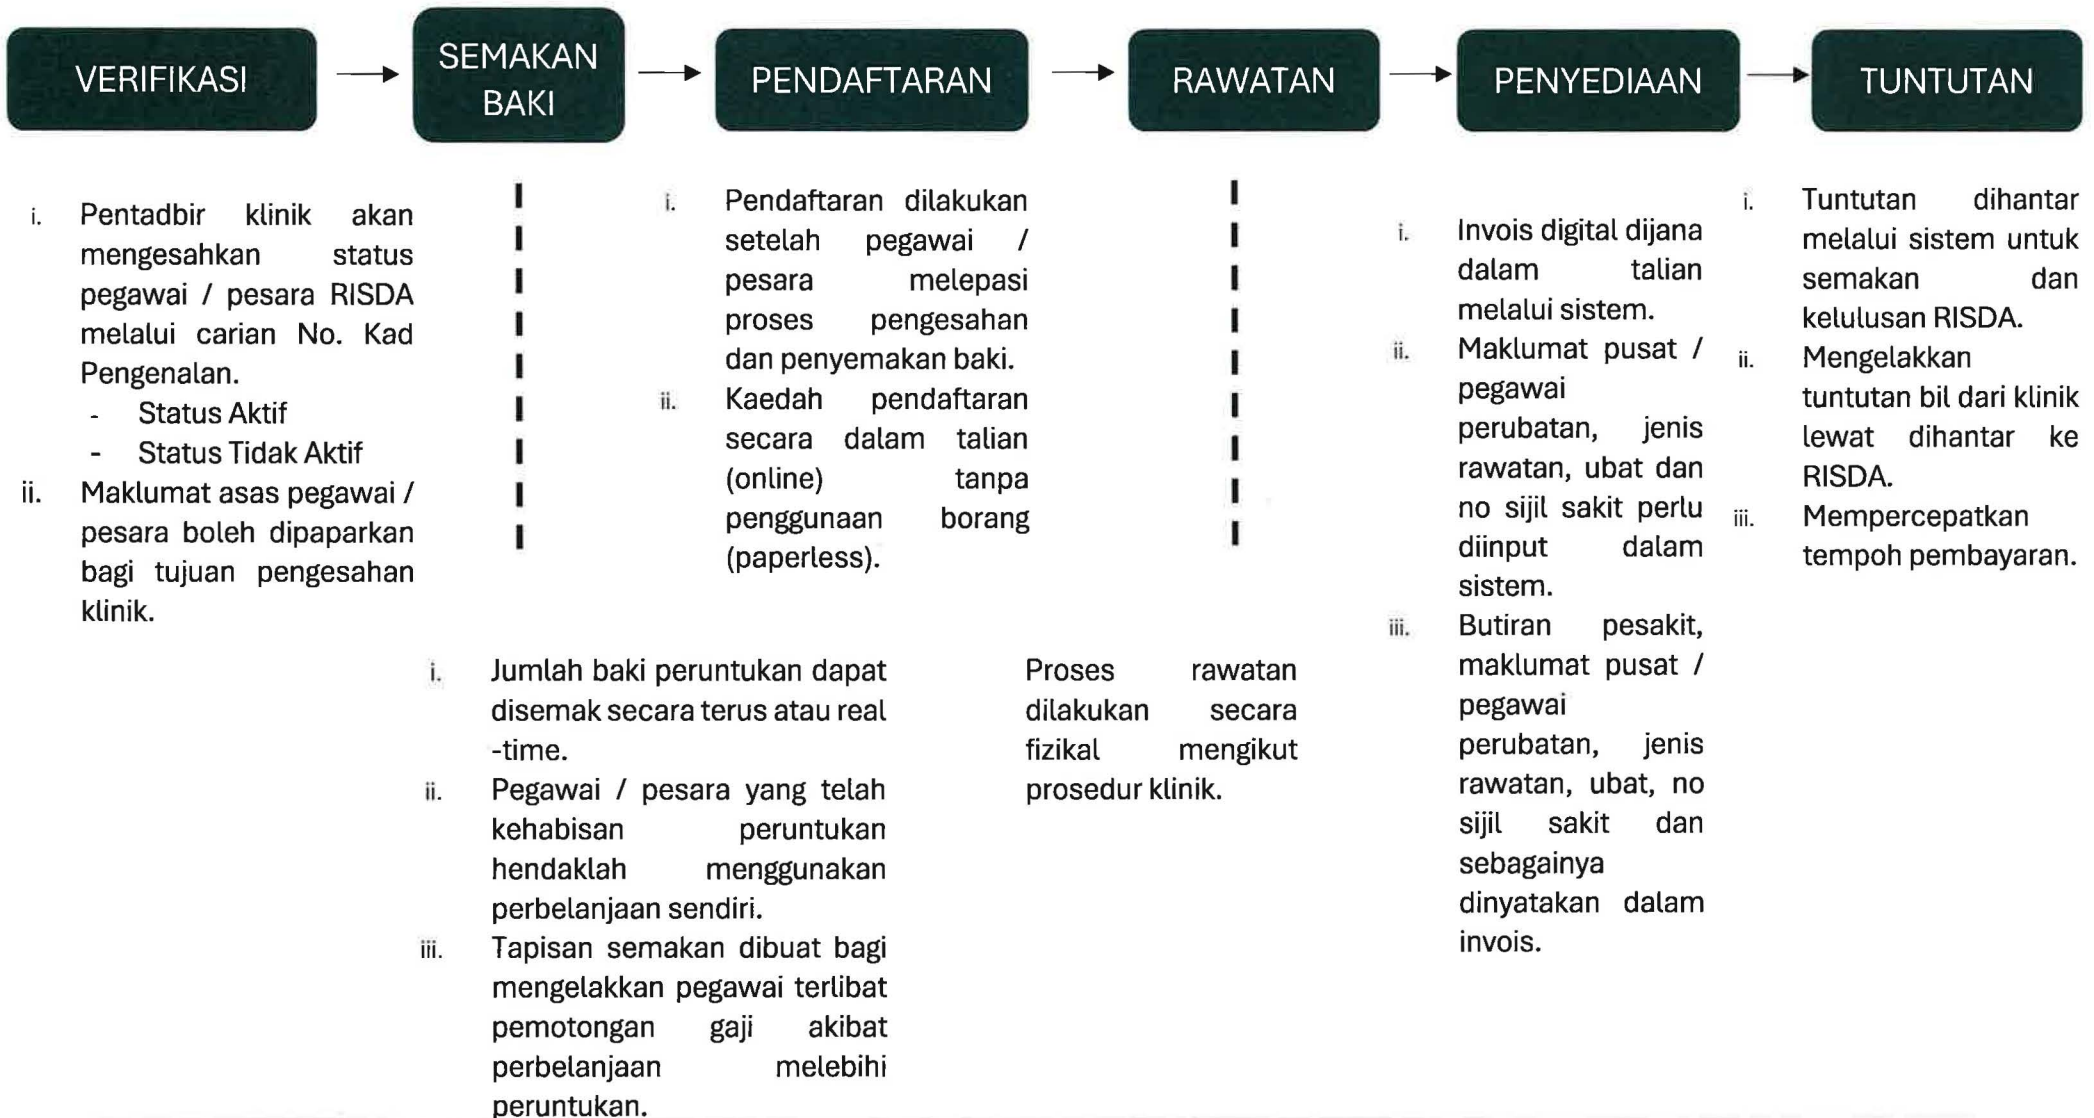 VERIFIKASI
SEMAKAN
BAKI
PENDAFTARAN
RAWATAN
PENYEDIAAN
TUNTUTAN
i. Pentadbir klinik akan
mengesahkan status
pegawai / pesara RISDA
melalui carian No. Kad
Pengenalan.
- Status Aktif
- Status Tidak Aktif
ii. Maklumat asas pegawai /
pesara boleh dipaparkan
bagi tujuan pengesahan
klinik.
i. Jumlah baki peruntukan dapat
disemak secara terus atau real
-time.
ii. Pegawai / pesara yang telah
kehabisan peruntukan
hendaklah menggunakan
perbelanjaan sendiri.
iii. Tapisan semakan dibuat bagi
mengelakkan pegawai terlibat
pemotongan gaji akibat
perbelanjaan melebihi
peruntukan.
i. Pendaftaran dilakukan
setelah pegawai /
pesara melepasi
proses pengesahan
dan penyemakan baki.
ii. Kaedah pendaftaran
secara dalam talian
(online) tanpa
penggunaan borang
(paperless).
Proses rawatan
dilakukan secara
fizikal mengikut
prosedur klinik.
i. Invois digital dijana
dalam talian
melalui sistem.
ii. Maklumat pusat /
pegawai
perubatan, jenis
rawatan, ubat dan
no sijil sakit perlu
diinput dalam
sistem.
iii. Butiran pesakit,
maklumat pusat /
pegawai
perubatan, jenis
rawatan, ubat, no
sijil sakit dan
sebagainya
dinyatakan dalam
invois.
i. Tuntutan dihantar
melalui sistem untuk
semakan dan
kelulusan RISDA.
ii. Mengelakkan
tuntutan bil dari klinik
lewat dihantar ke
RISDA.
iii. Mempercepatkan
tempoh pembayaran.